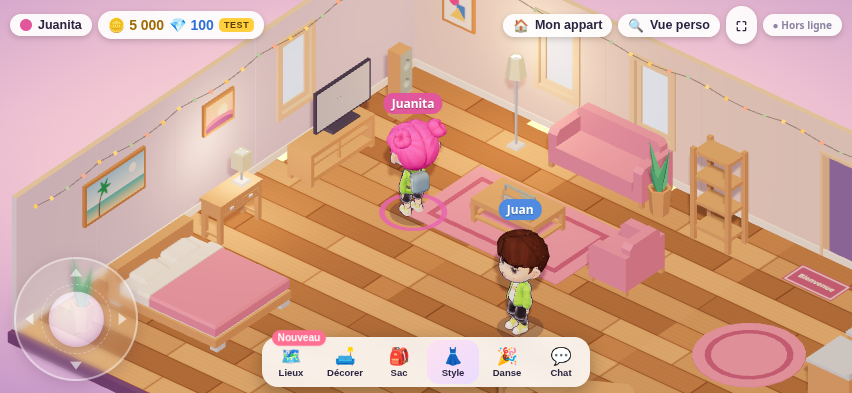 Juanita
5 000
100
TEST
Mon appart
Vue perso
Hors ligne
Juanita
Juan
Bienvenue
Nouveau
Lieux
Décorer
Sac
Style
Danse
Chat